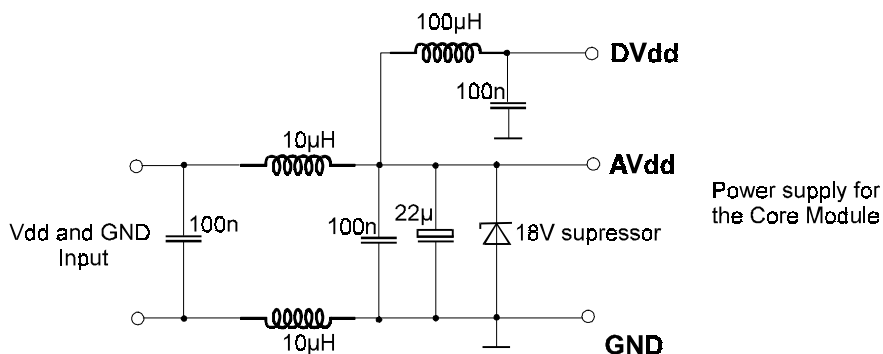 100µH
DVdd
100n
10µH
AVdd
Power supply for
the Core Module
100n
100n
22µ
18V supressor
Vdd and GND
Input
10µH
GND